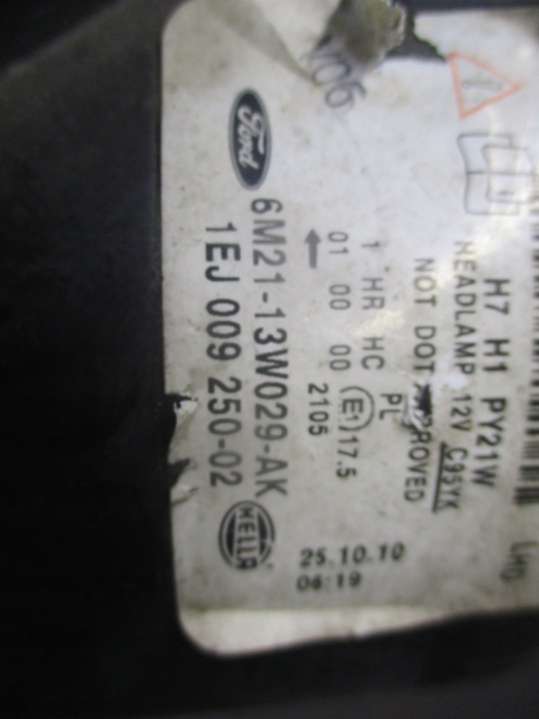 Ford
6M21-13W029-AK
1EJ 009 250-02
HELLA
H7 H1 PY21W
HEADLAMP 12V C95YK
NOT DOT APPROVED
1 HR HC PL
01 00 00 E1 17.5
2105
25.10.10
06:19